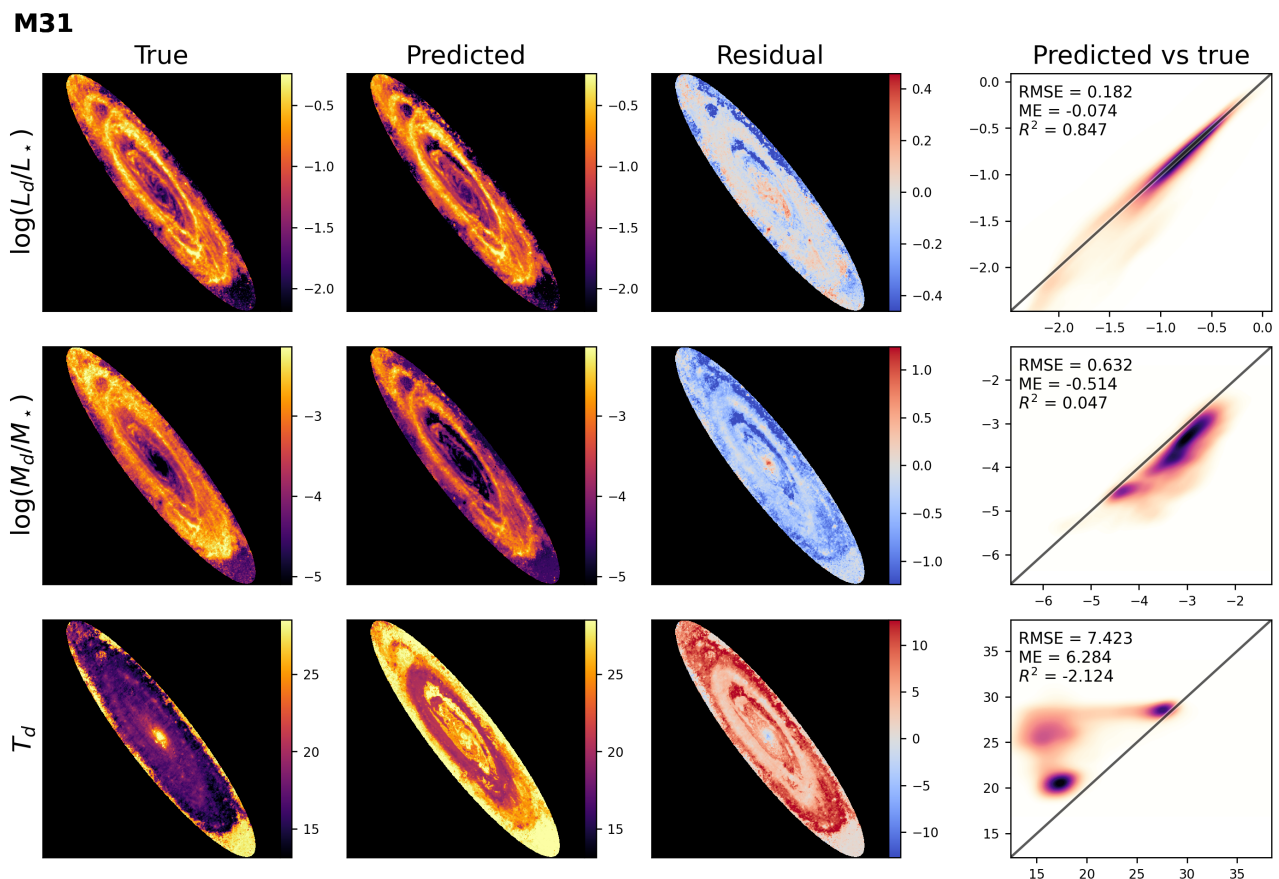 M31
True Predicted Residual Predicted vs true
log(L_d/L_⋆)
−0.5
−1.0
−1.5
−2.0
−0.5
−1.0
−1.5
−2.0
0.4
0.2
0.0
−0.2
−0.4
RMSE = 0.182
ME = -0.074
R² = 0.847
0.0
−0.5
−1.0
−1.5
−2.0
−2.0 −1.5 −1.0 −0.5 0.0
log(M_d/M_⋆)
−3
−4
−5
−3
−4
−5
1.0
0.5
0.0
−0.5
−1.0
RMSE = 0.632
ME = -0.514
R² = 0.047
−2
−3
−4
−5
−6
−6 −5 −4 −3 −2
T_d
25
20
15
25
20
15
10
5
0
−5
−10
RMSE = 7.423
ME = 6.284
R² = -2.124
35
30
25
20
15
15 20 25 30 35